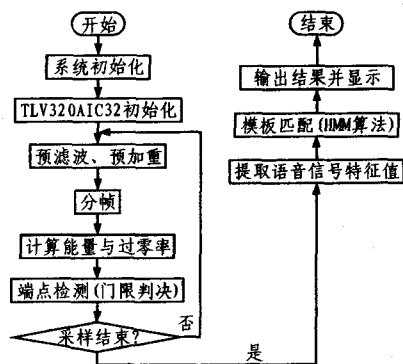 开始
系统初始化
TLV320AIC32初始化
预滤波、预加重
分帧
计算能量与过零率
端点检测(门限判决)
采样结束?
否
是
提取语音信号特征值
模板匹配(HMM算法)
输出结果并显示
结束